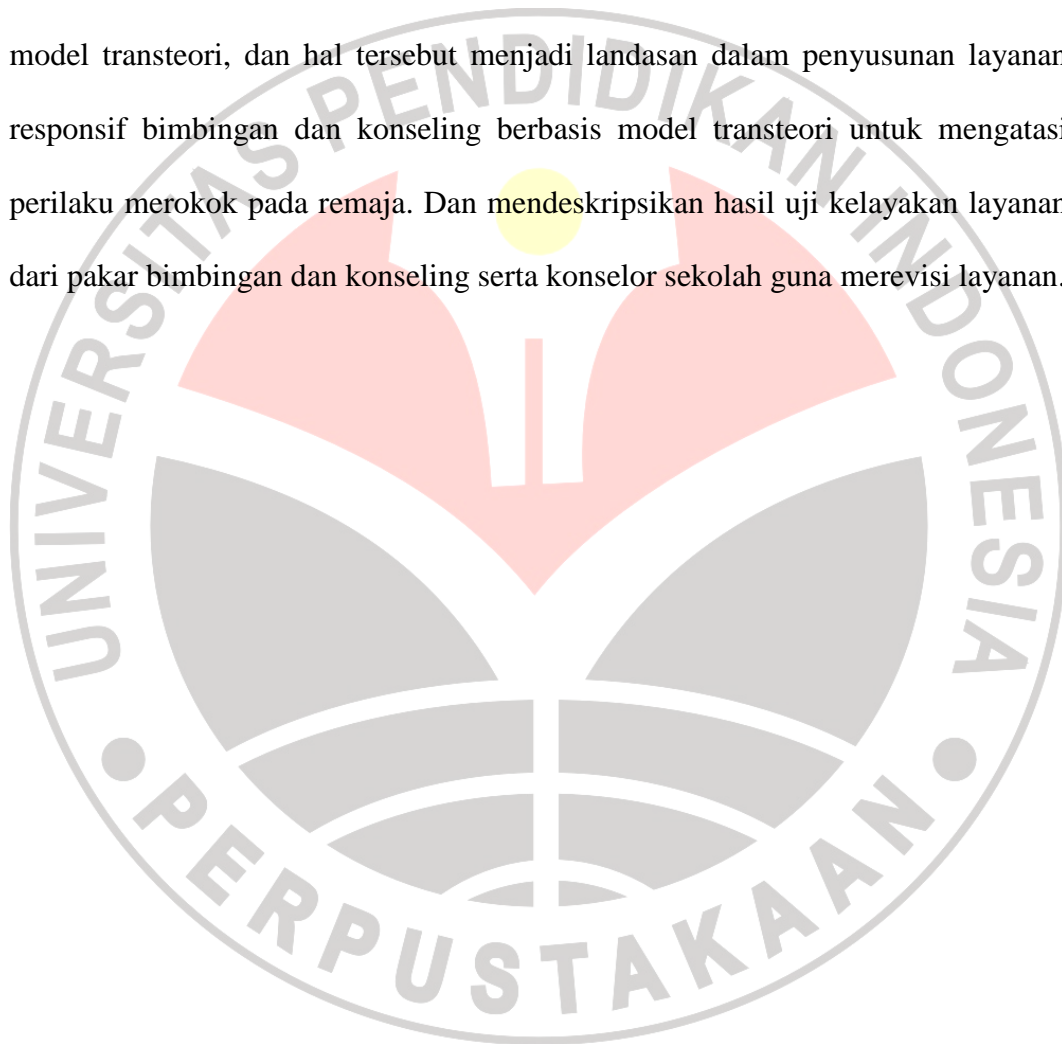 model transteori, dan hal tersebut menjadi landasan dalam penyusunan layanan
responsif bimbingan dan konseling berbasis model transteori untuk mengatasi
perilaku merokok pada remaja. Dan mendeskripsikan hasil uji kelayakan layanan
dari pakar bimbingan dan konseling serta konselor sekolah guna merevisi layanan.
UNIVERSITAS PENDIDIKAN INDONESIA
PERPUSTAKAAN